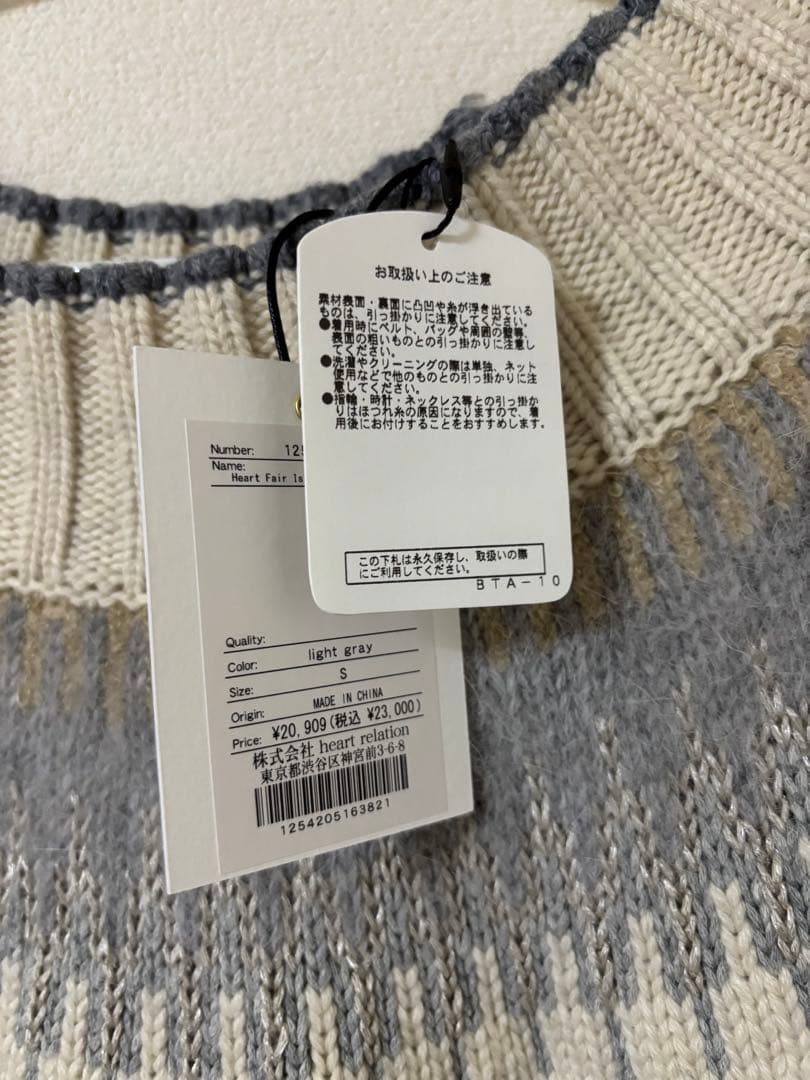 お取扱い上のご注意
素材表面・裏面に凸凹や糸が浮き出ている
ものは、引っ掛かりに注意してください。
●着用時にベルト、バッグや周囲の壁等、
表面の粗いものとの引っ掛かりに注意し
てください。
●洗濯やクリーニングの際は単独、ネット
使用などで他のものとの引っ掛かりに注
意してください。
●指輪・時計・ネックレス等との引っ掛か
りはほつれ糸の原因になりますので、着
用後にお付けすることをおすすめします。
この下札は永久保存し、取扱いの際
にご利用してください。
BTA-10
Number: 125
Name:
Heart Fair Is
Quality:
Color: light gray
Size: S
Origin: MADE IN CHINA
Price: ¥20,909(税込 ¥23,000)
株式会社 heart relation
東京都渋谷区神宮前3-6-8
1254205163821